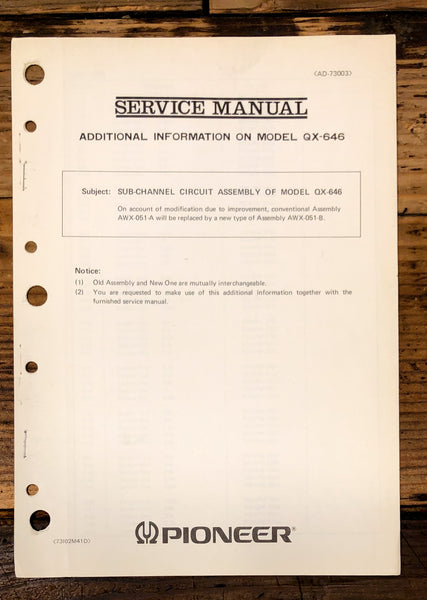 <AD-73003>
SERVICE MANUAL
ADDITIONAL INFORMATION ON MODEL QX-646
Subject: SUB-CHANNEL CIRCUIT ASSEMBLY OF MODEL QX-646
On account of modification due to improvement, conventional Assembly
AWX-051-A will be replaced by a new type of Assembly AWX-051-B.
Notice:
(1) Old Assembly and New One are mutually interchangeable.
(2) You are requested to make use of this additional information together with the
furnished service manual.
PIONEER®
<73I02M41D>